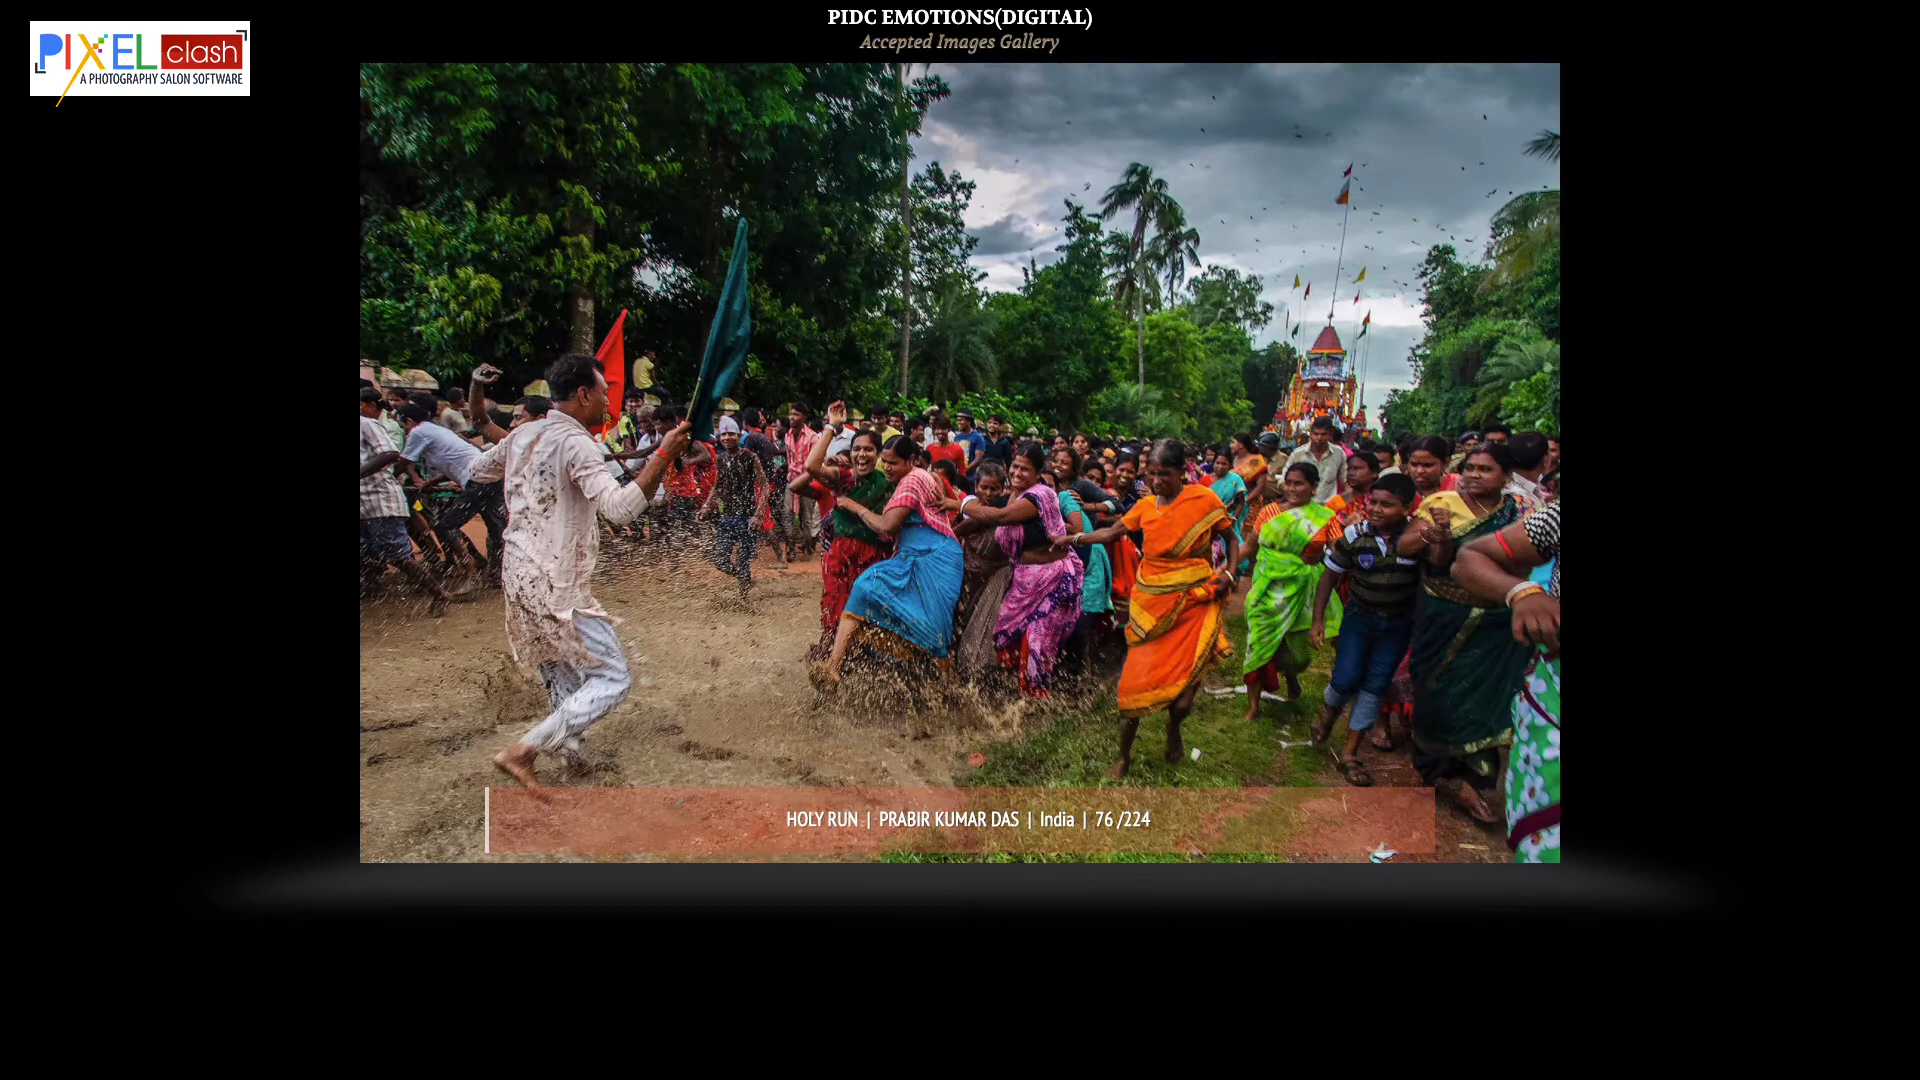 PIDC EMOTIONS(DIGITAL)
Accepted Images Gallery
PIXEL clash
A PHOTOGRAPHY SALON SOFTWARE
HOLY RUN | PRABIR KUMAR DAS | India | 76 /224